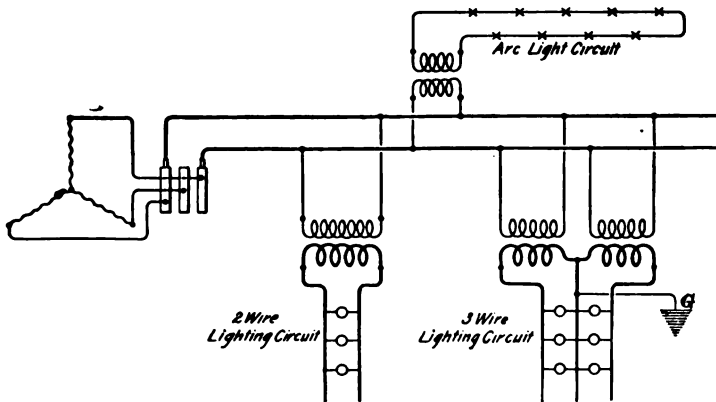 Arc Light Circuit
2 Wire
Lighting Circuit
3 Wire
Lighting Circuit
G